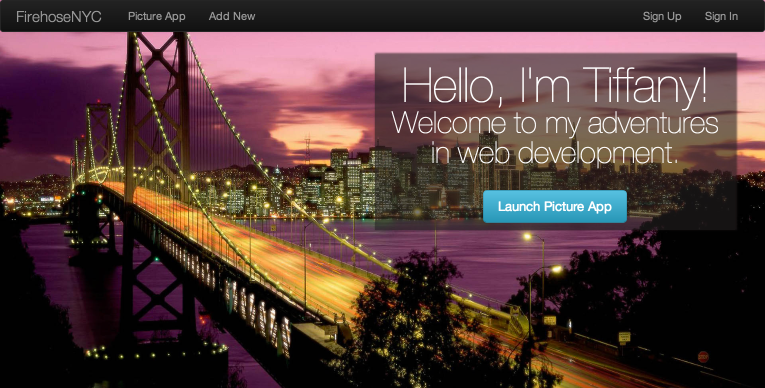 FirehoseNYC Picture App Add New Sign Up Sign In
Hello, I'm Tiffany!
Welcome to my adventures
in web development.
Launch Picture App